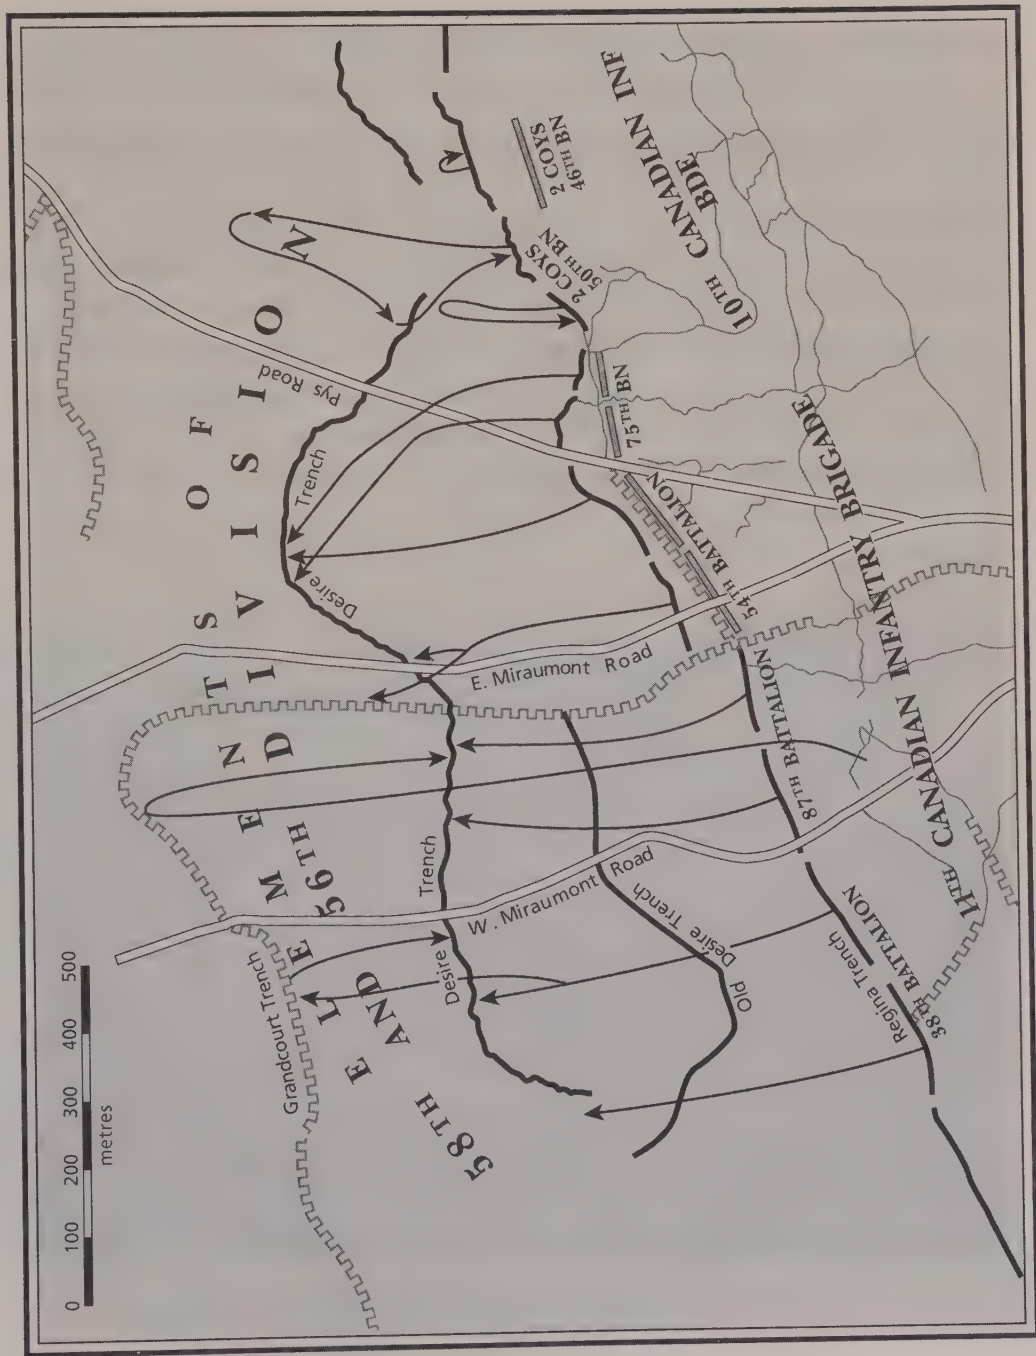 ELEMENTS OF
58TH AND 56TH DIVISION
0 100 200 300 400 500
metres
Grandcourt Trench
Desire Trench
Desire Trench
Pys Road
E. Miraumont Road
W. Miraumont Road
Old Desire Trench
Regina Trench
2 COYS
46TH BN
2 COYS
50TH BN
75TH BN
54TH BATTALION
87TH BATTALION
38TH BATTALION
10TH CANADIAN INF
BDE
11TH CANADIAN INFANTRY BRIGADE